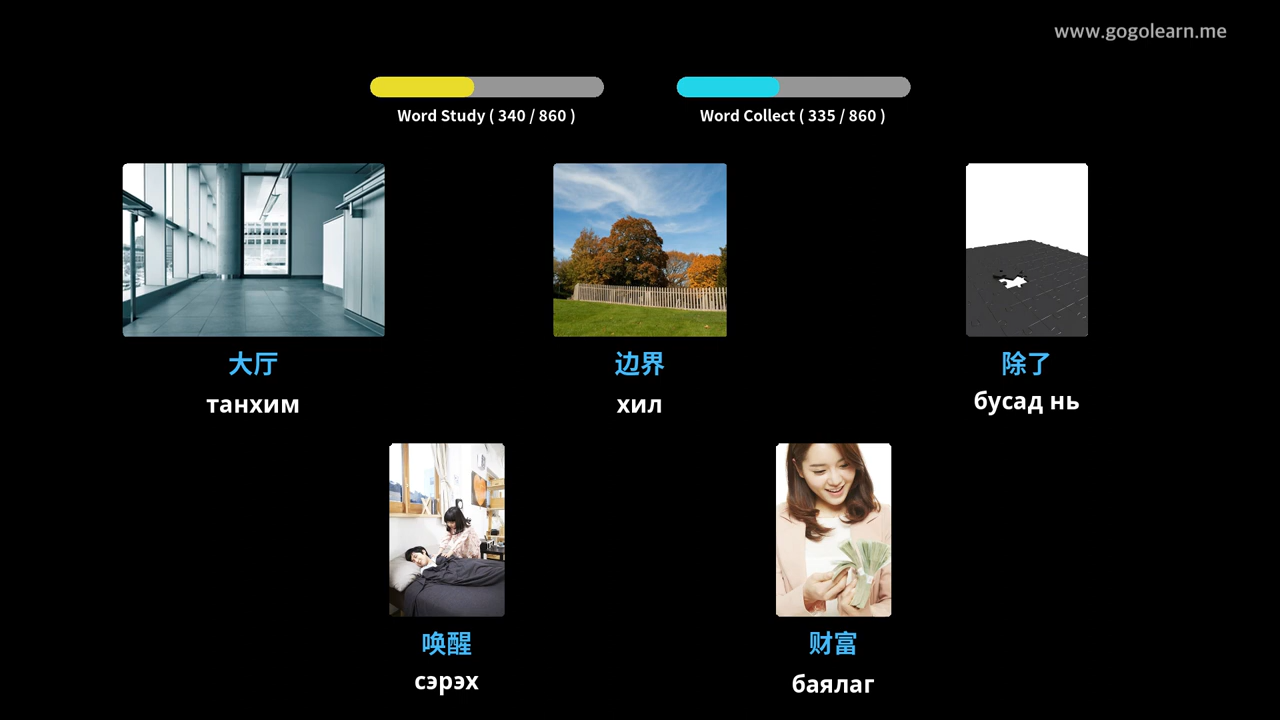 www.gogolearn.me
Word Study ( 340 / 860 )
Word Collect ( 335 / 860 )
大厅
танхим
边界
хил
除了
бусад нь
唤醒
сэрэх
财富
баялаг